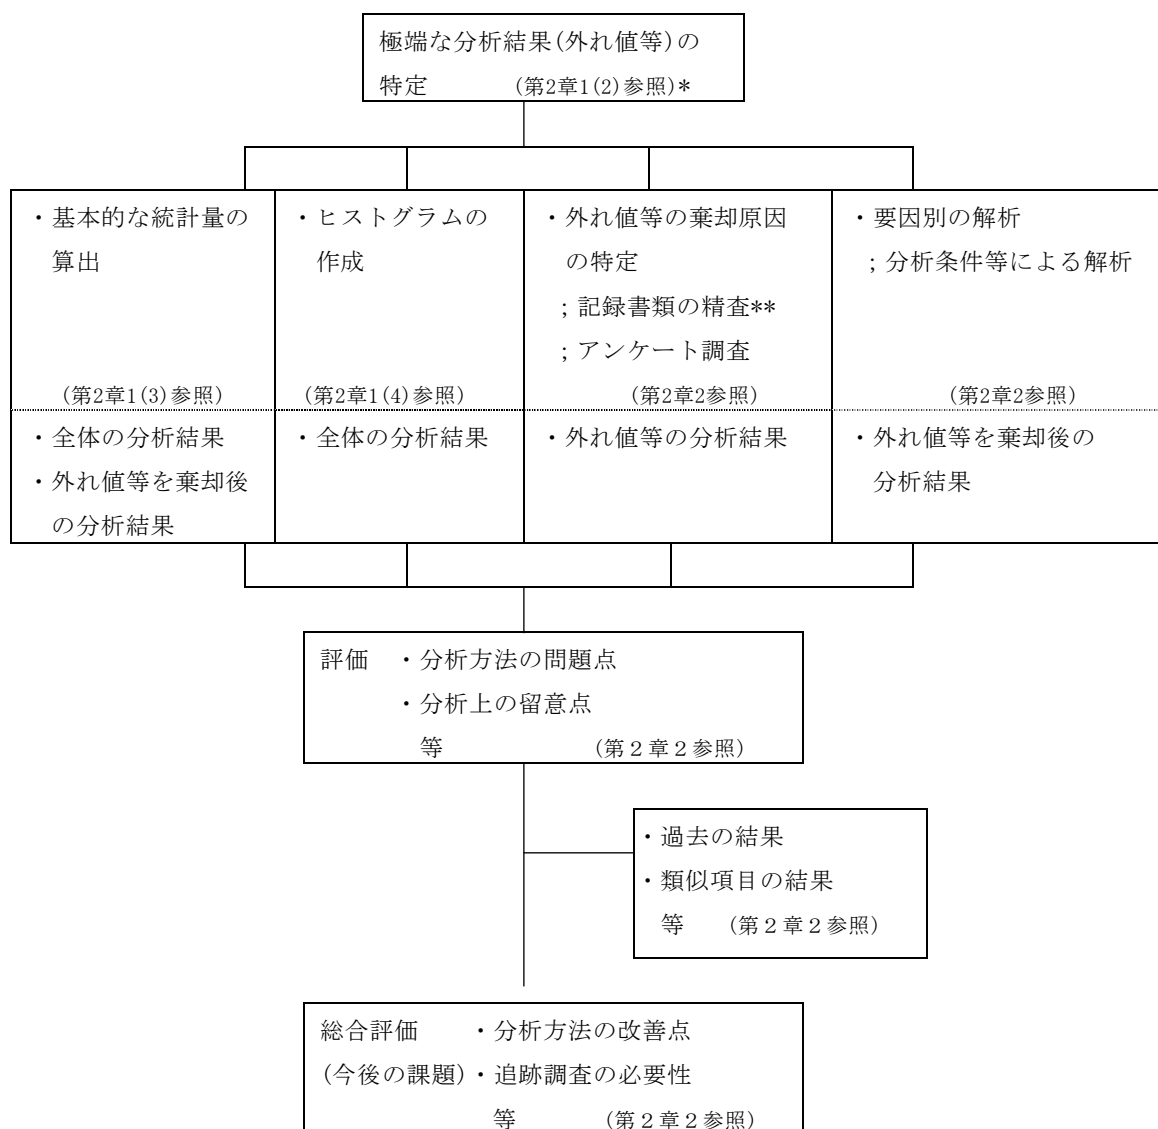 極端な分析結果(外れ値等)の
特定 (第2章1(2)参照)*
・基本的な統計量の
算出
(第2章1(3)参照)
・全体の分析結果
・外れ値等を棄却後
の分析結果
・ヒストグラムの
作成
(第2章1(4)参照)
・全体の分析結果
・外れ値等の棄却原因
の特定
；記録書類の精査**
；アンケート調査
(第2章2参照)
・外れ値等の分析結果
・要因別の解析
；分析条件等による解析
(第2章2参照)
・外れ値等を棄却後の
分析結果
評価 ・分析方法の問題点
・分析上の留意点
等 (第２章２参照)
・過去の結果
・類似項目の結果
等 (第２章２参照)
総合評価 ・分析方法の改善点
(今後の課題)・追跡調査の必要性
等 (第２章２参照)